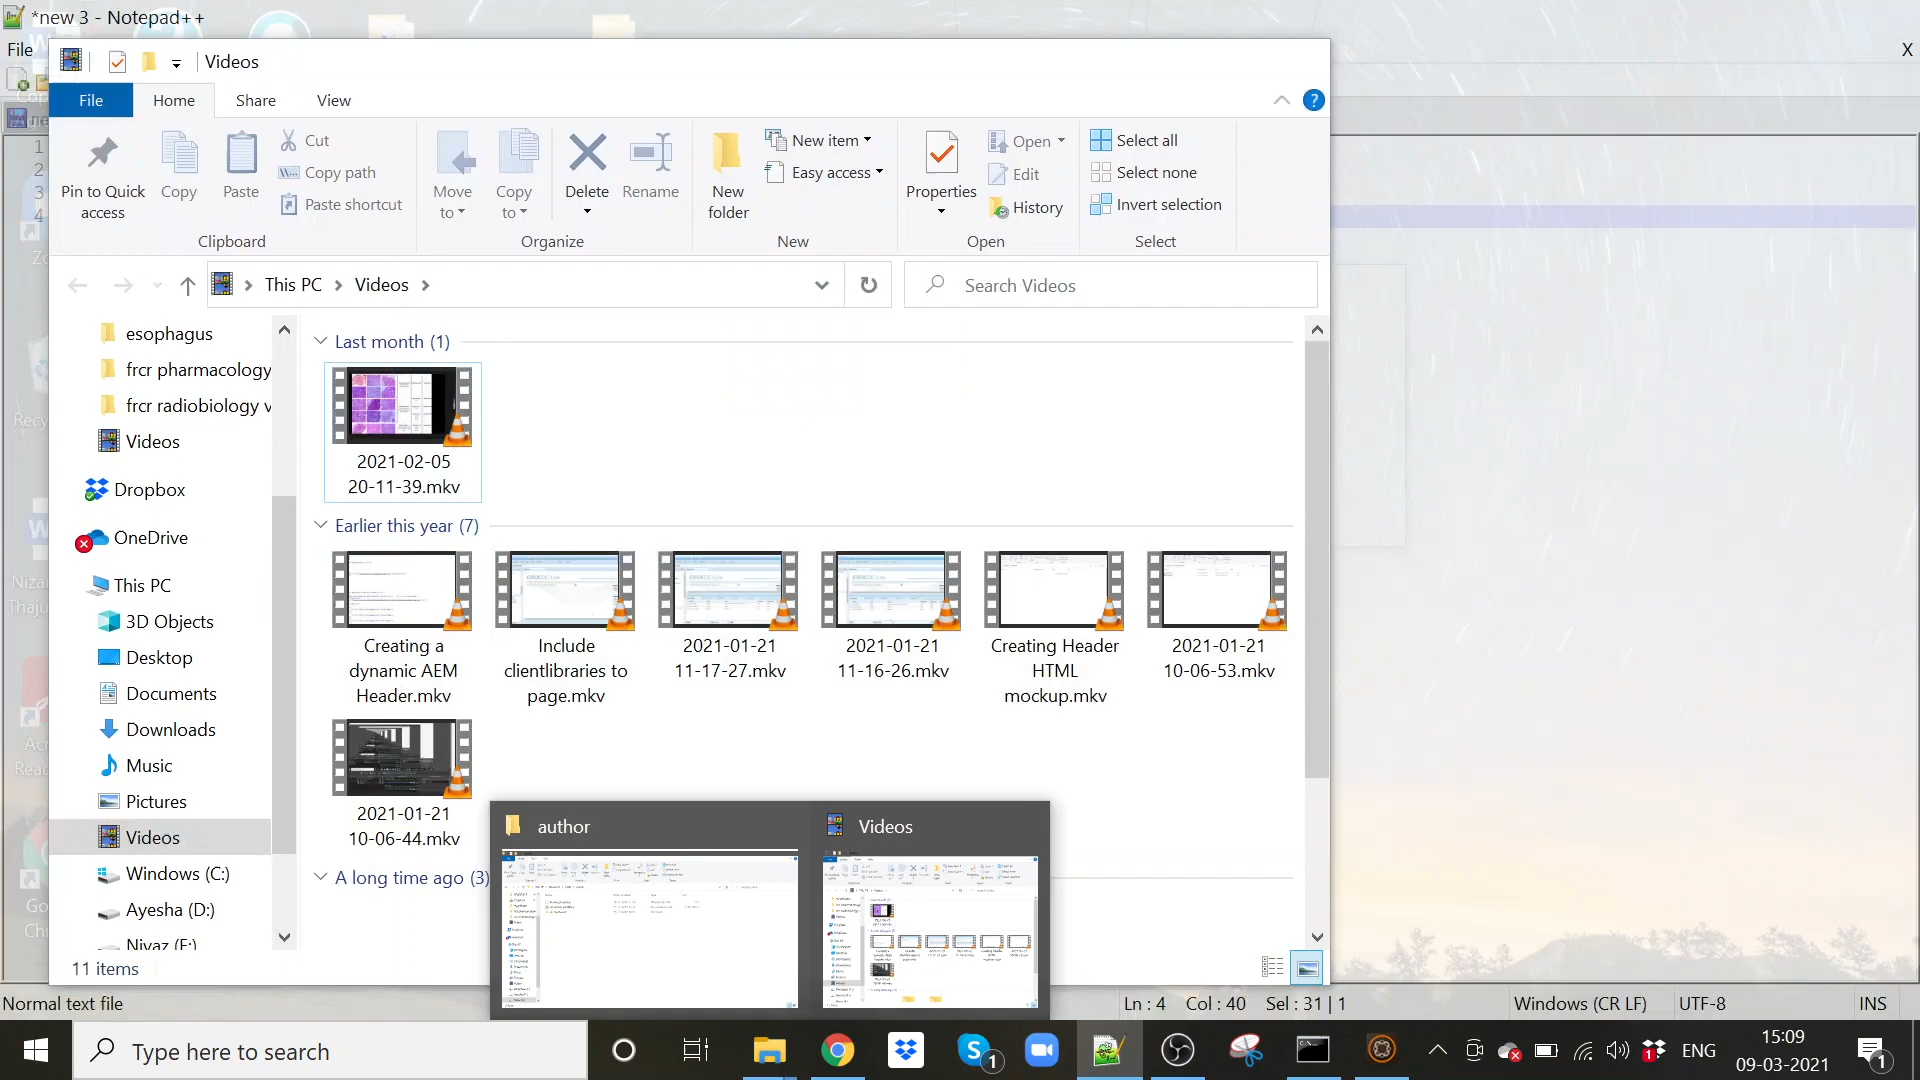 *new 3 - Notepad++
File
X
Videos
File
Home
Share
View
?
Pin to Quick
access
Copy
Paste
Cut
Copy path
Paste shortcut
Clipboard
Move
to
Copy
to
Delete
Rename
Organize
New
folder
New item
Easy access
New
Properties
Open
Edit
History
Open
Select all
Select none
Invert selection
Select
1
2
3
4
This PC
Videos
Search Videos
esophagus
frcr pharmacology
frcr radiobiology v
Videos
Dropbox
OneDrive
This PC
3D Objects
Desktop
Documents
Downloads
Music
Pictures
Videos
Windows (C:)
Ayesha (D:)
Nivaz (E:)
11 items
Last month (1)
2021-02-05
20-11-39.mkv
Earlier this year (7)
Creating a
dynamic AEM
Header.mkv
Include
clientlibraries to
page.mkv
2021-01-21
11-17-27.mkv
2021-01-21
11-16-26.mkv
Creating Header
HTML
mockup.mkv
2021-01-21
10-06-53.mkv
2021-01-21
10-06-44.mkv
A long time ago (3)
author
Videos
Normal text file
Ln : 4 Col : 40 Sel : 31 | 1
Windows (CR LF)
UTF-8
INS
Type here to search
1
1
ENG
15:09
09-03-2021
1